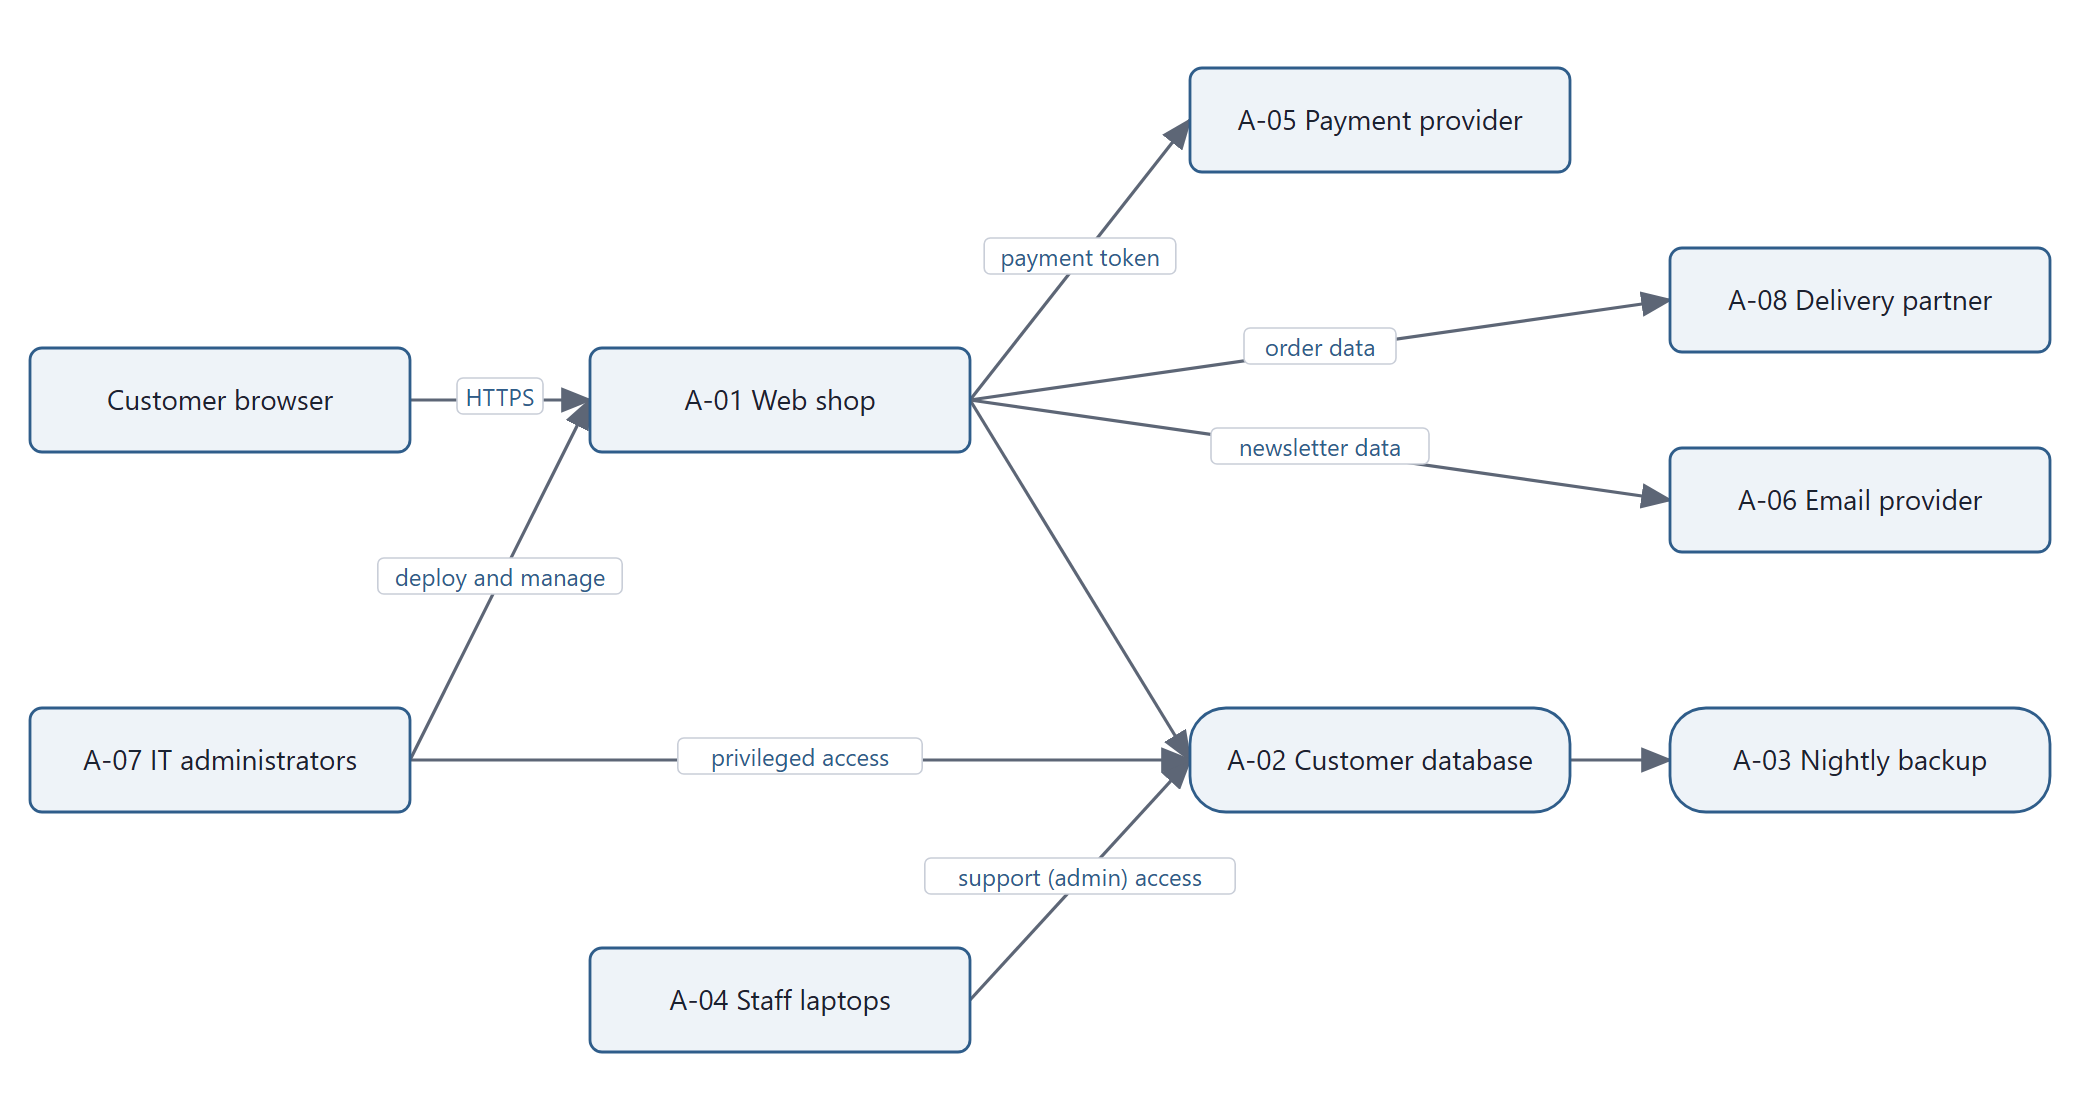 A-05 Payment provider
payment token
A-08 Delivery partner
order data
Customer browser
HTTPS
A-01 Web shop
newsletter data
A-06 Email provider
deploy and manage
A-07 IT administrators
privileged access
A-02 Customer database
A-03 Nightly backup
support (admin) access
A-04 Staff laptops